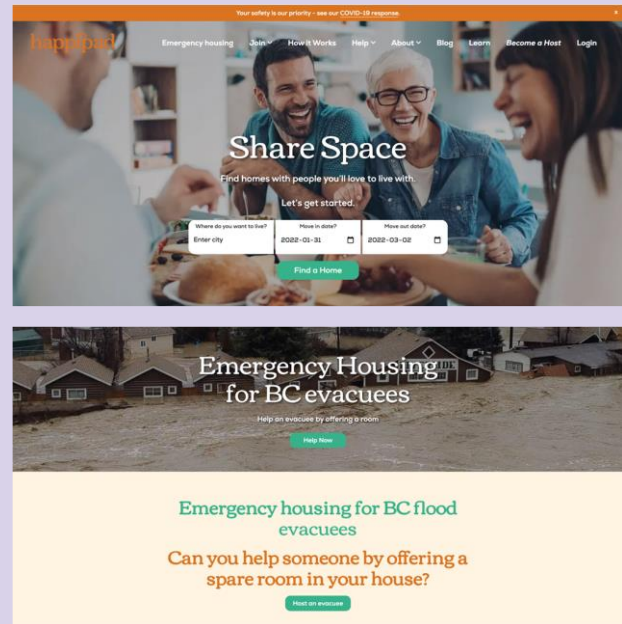 Your safety is our priority - see our COVID-19 response.
happipad
Emergency housing Join How it Works Help About Blog Learn Become a Host Login
Share Space
Find homes with people you'll love to live with.
Let's get started.
Where do you want to live? Move in date? Move out date?
Enter city 2022-01-31 2022-03-02
Find a Home
Emergency Housing
for BC evacuees
Help an evacuee by offering a room
Help Now
Emergency housing for BC flood
evacuees
Can you help someone by offering a
spare room in your house?
Host an evacuee